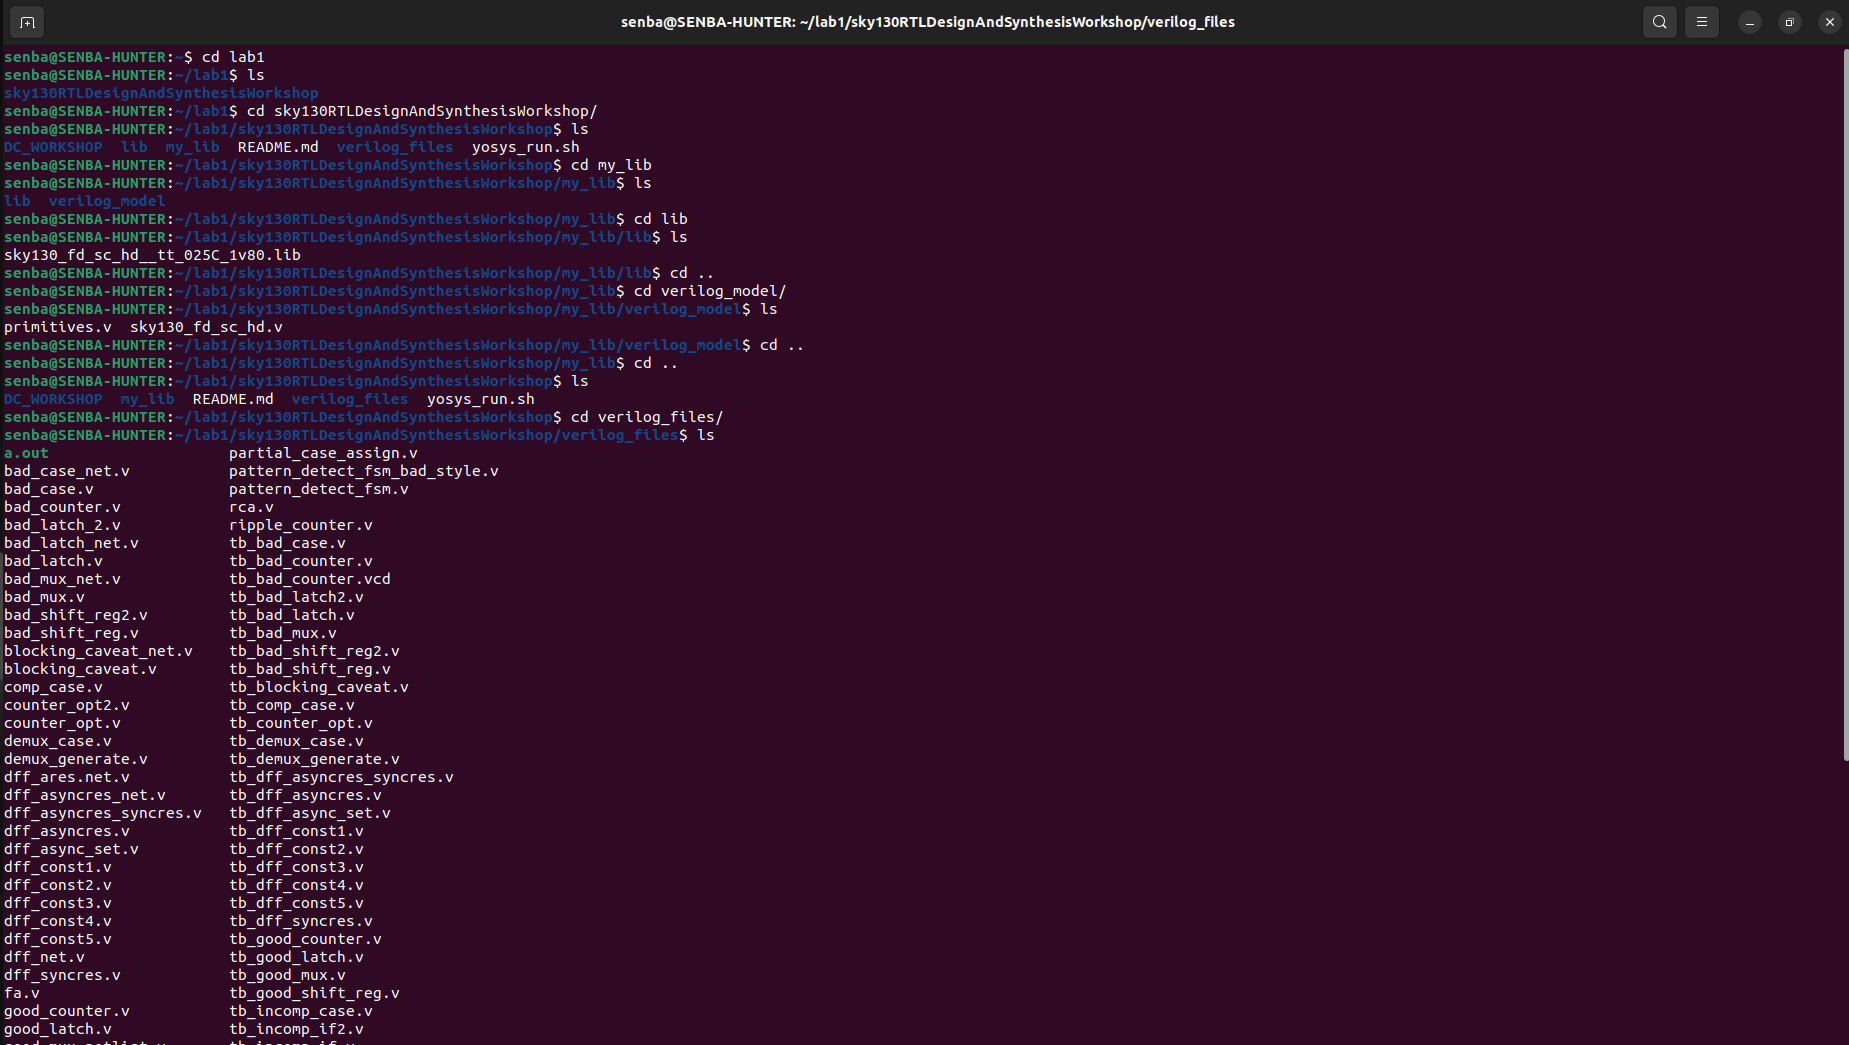 senba@SENBA-HUNTER: ~/lab1/sky130RTLDesignAndSynthesisWorkshop/verilog_files
senba@SENBA-HUNTER:~$ cd lab1
senba@SENBA-HUNTER:~/lab1$ ls
sky130RTLDesignAndSynthesisWorkshop
senba@SENBA-HUNTER:~/lab1$ cd sky130RTLDesignAndSynthesisWorkshop/
senba@SENBA-HUNTER:~/lab1/sky130RTLDesignAndSynthesisWorkshop$ ls
DC_WORKSHOP  lib  my_lib  README.md  verilog_files  yosys_run.sh
senba@SENBA-HUNTER:~/lab1/sky130RTLDesignAndSynthesisWorkshop$ cd my_lib
senba@SENBA-HUNTER:~/lab1/sky130RTLDesignAndSynthesisWorkshop/my_lib$ ls
lib  verilog_model
senba@SENBA-HUNTER:~/lab1/sky130RTLDesignAndSynthesisWorkshop/my_lib$ cd lib
senba@SENBA-HUNTER:~/lab1/sky130RTLDesignAndSynthesisWorkshop/my_lib/lib$ ls
sky130_fd_sc_hd__tt_025C_1v80.lib
senba@SENBA-HUNTER:~/lab1/sky130RTLDesignAndSynthesisWorkshop/my_lib/lib$ cd ..
senba@SENBA-HUNTER:~/lab1/sky130RTLDesignAndSynthesisWorkshop/my_lib$ cd verilog_model/
senba@SENBA-HUNTER:~/lab1/sky130RTLDesignAndSynthesisWorkshop/my_lib/verilog_model$ ls
primitives.v  sky130_fd_sc_hd.v
senba@SENBA-HUNTER:~/lab1/sky130RTLDesignAndSynthesisWorkshop/my_lib/verilog_model$ cd ..
senba@SENBA-HUNTER:~/lab1/sky130RTLDesignAndSynthesisWorkshop/my_lib$ cd ..
senba@SENBA-HUNTER:~/lab1/sky130RTLDesignAndSynthesisWorkshop$ ls
DC_WORKSHOP  my_lib  README.md  verilog_files  yosys_run.sh
senba@SENBA-HUNTER:~/lab1/sky130RTLDesignAndSynthesisWorkshop$ cd verilog_files/
senba@SENBA-HUNTER:~/lab1/sky130RTLDesignAndSynthesisWorkshop/verilog_files$ ls
a.out                    partial_case_assign.v
bad_case_net.v           pattern_detect_fsm_bad_style.v
bad_case.v               pattern_detect_fsm.v
bad_counter.v            rca.v
bad_latch_2.v            ripple_counter.v
bad_latch_net.v          tb_bad_case.v
bad_latch.v              tb_bad_counter.v
bad_mux_net.v            tb_bad_counter.vcd
bad_mux.v                tb_bad_latch2.v
bad_shift_reg2.v         tb_bad_latch.v
bad_shift_reg.v          tb_bad_mux.v
blocking_caveat_net.v    tb_bad_shift_reg2.v
blocking_caveat.v        tb_bad_shift_reg.v
comp_case.v              tb_blocking_caveat.v
counter_opt2.v           tb_comp_case.v
counter_opt.v            tb_counter_opt.v
demux_case.v             tb_demux_case.v
demux_generate.v         tb_demux_generate.v
dff_ares.net.v           tb_dff_asyncres_syncres.v
dff_asyncres_net.v       tb_dff_asyncres.v
dff_asyncres_syncres.v   tb_dff_async_set.v
dff_asyncres.v           tb_dff_const1.v
dff_async_set.v          tb_dff_const2.v
dff_const1.v             tb_dff_const3.v
dff_const2.v             tb_dff_const4.v
dff_const3.v             tb_dff_const5.v
dff_const4.v             tb_dff_syncres.v
dff_const5.v             tb_good_counter.v
dff_net.v                tb_good_latch.v
dff_syncres.v            tb_good_mux.v
fa.v                     tb_good_shift_reg.v
good_counter.v           tb_incomp_case.v
good_latch.v             tb_incomp_if2.v